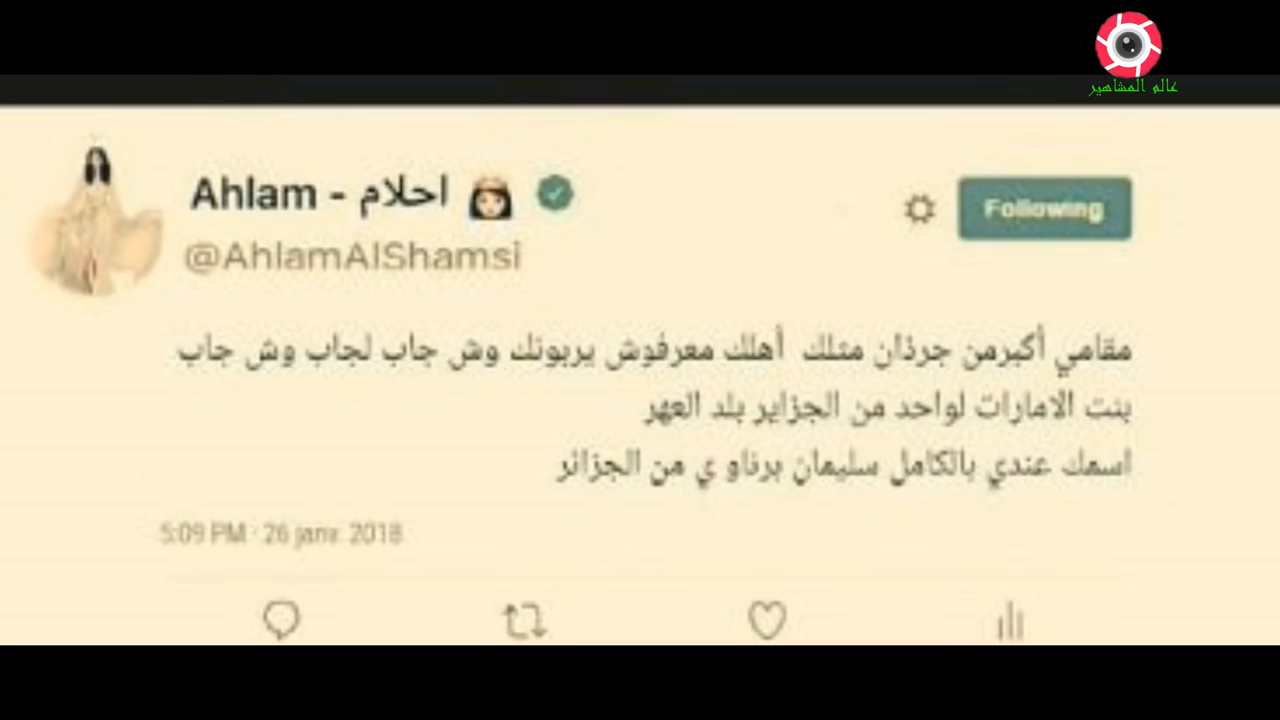 عالم المشاهير
Ahlam - احلام
Following
@AhlamAlShamsi
مقامي أكبرمن جرذان متلك أهلك معرفوش يربونك وش جاب لجاب وش جاب
بنت الامارات لواحد من الجزاير بلد العهر
اسمك عندي بالكامل سليمان برناو ي من الجزائر
5:09 PM · 26 janv. 2018